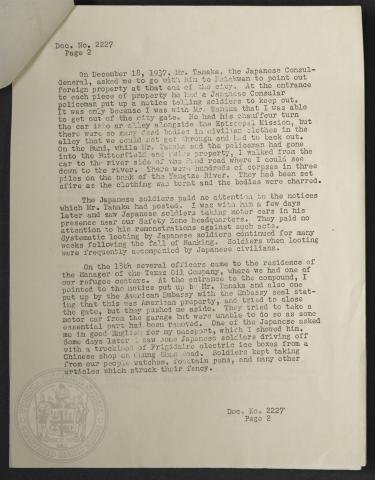 Doc. No. 2227
Page 2
On December 18, 1937, Mr. Tanaka, the Japanese Consul-
General, asked me to go with him to Hsiakwan to point out
foreign property at that end of the city. At the entrance
to each piece of property he had a Japanese Consular
policeman put up a notice telling soldiers to keep out.
It was only because I was with Mr. Tanaka that I was able
to get out of the city gate. He had his chauffeur turn
the car into an alley alongside the Episcopal Mission, but
there were so many dead bodies in civilian clothes in the
alley that we could not get through and had to back out.
On the Bund, while Mr. Tanaka and the policeman had gone
into the Butterfield and Swire property, I walked from the
car to the river side of the Bund road where I could see
down to the river. There were hundreds of corpses in three
piles on the bank of the Yangtze River. They had been set
afire as the clothing was burnt and the bodies were charred.
The Japanese soldiers paid no attention to the notices
which Mr. Tanaka had posted. I was with him a few days
later and saw Japanese soldiers taking motor cars in his
presence near our Safety Zone headquarters. They paid no
attention to his remonstrations against such acts.
Systematic looting by Japanese soldiers continued for many
weeks following the fall of Nanking. Soldiers when looting
were frequently accompanied by Japanese civilians.
On the 13th several officers came to the residence of
the Manager of the Texas Oil Company, where we had one of
our refugee centers. At the entrance to the compound, I
pointed to the notice put up by Mr. Tanaka and also one
put up by the American Embassy with the Embassy seal stat-
ing that this was American property, and tried to close
the gate, but they pushed me aside. They tried to take a
motor car from the garage but were unable to do so as some
essential part had been removed. One of the Japanese asked
me in good English for my passport, which I showed him.
Some days later I saw some Japanese soldiers driving off
with a truckload of Frigidaire electric ice boxes from a
Chinese shop on Chung Shan Road. Soldiers kept taking
from our people watches, fountain pens, and many other
articles which struck their fancy.
Doc. No. 2227
Page 2